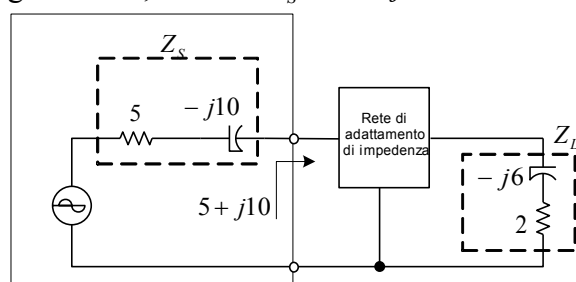 Z_S
5
– j10
Rete di
adattamento
di impedenza
5 + j10
Z_L
– j6
2